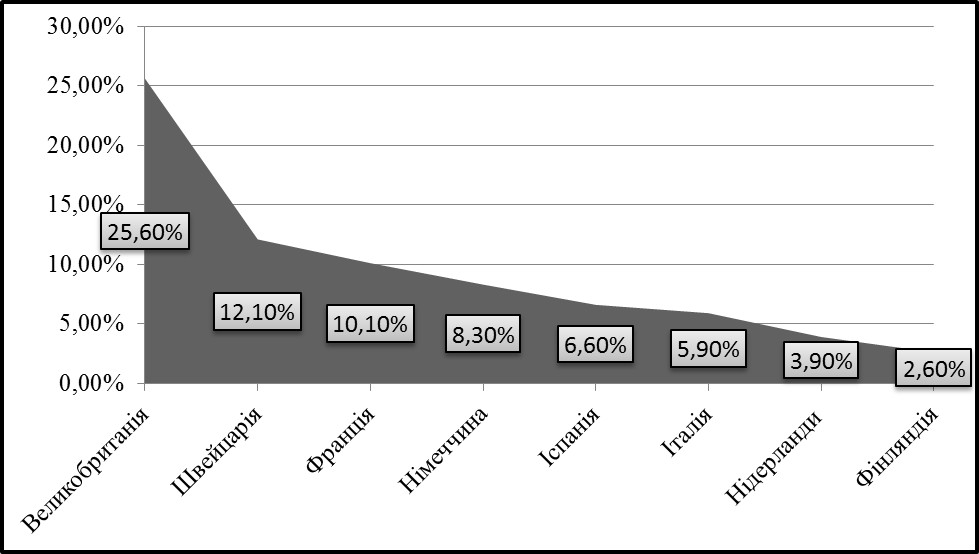 30,00%
25,00%
20,00%
15,00%
10,00%
5,00%
0,00%
25,60%
12,10%
10,10%
8,30%
6,60%
5,90%
3,90%
2,60%
Великобританія
Швейцарія
Франція
Німеччина
Іспанія
Італія
Нідерланди
Фінляндія